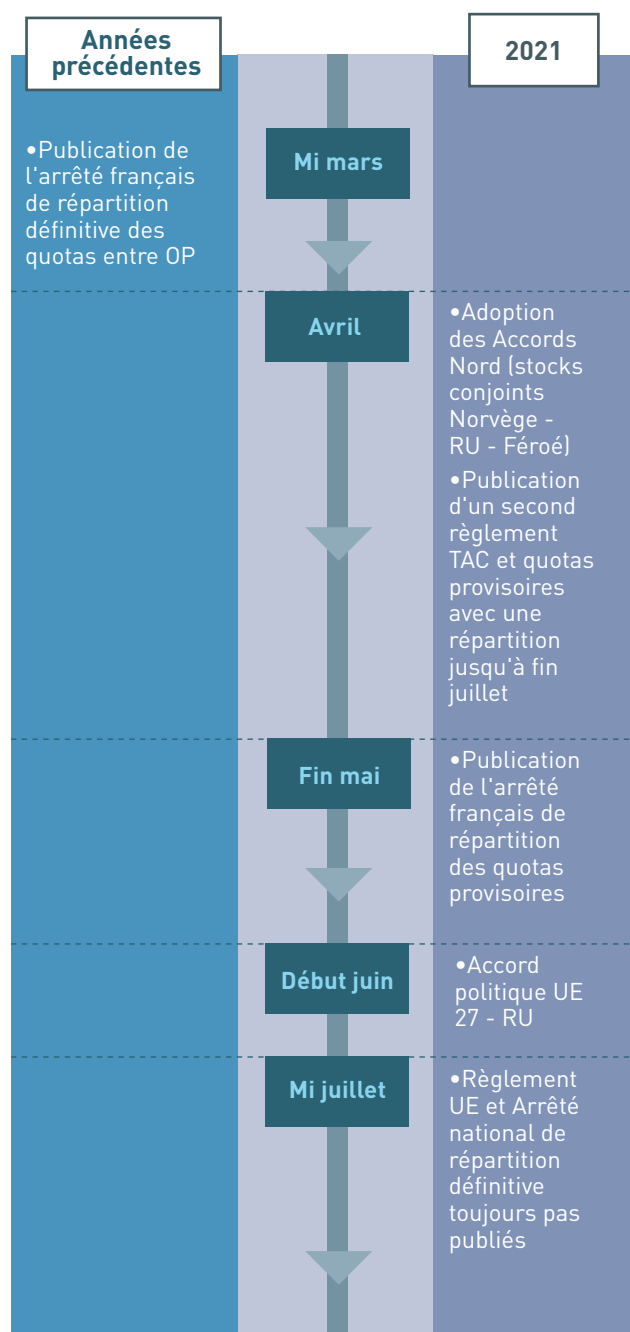 Années
précédentes
2021
Mi mars
•Publication de
l'arrêté français
de répartition
définitive des
quotas entre OP
Avril
•Adoption
des Accords
Nord (stocks
conjoints
Norvège -
RU - Féroé)
•Publication
d'un second
règlement
TAC et quotas
provisoires
avec une
répartition
jusqu'à fin
juillet
Fin mai
•Publication
de l'arrêté
français de
répartition
des quotas
provisoires
Début juin
•Accord
politique UE
27 - RU
Mi juillet
•Règlement
UE et Arrêté
national de
répartition
définitive
toujours pas
publiés